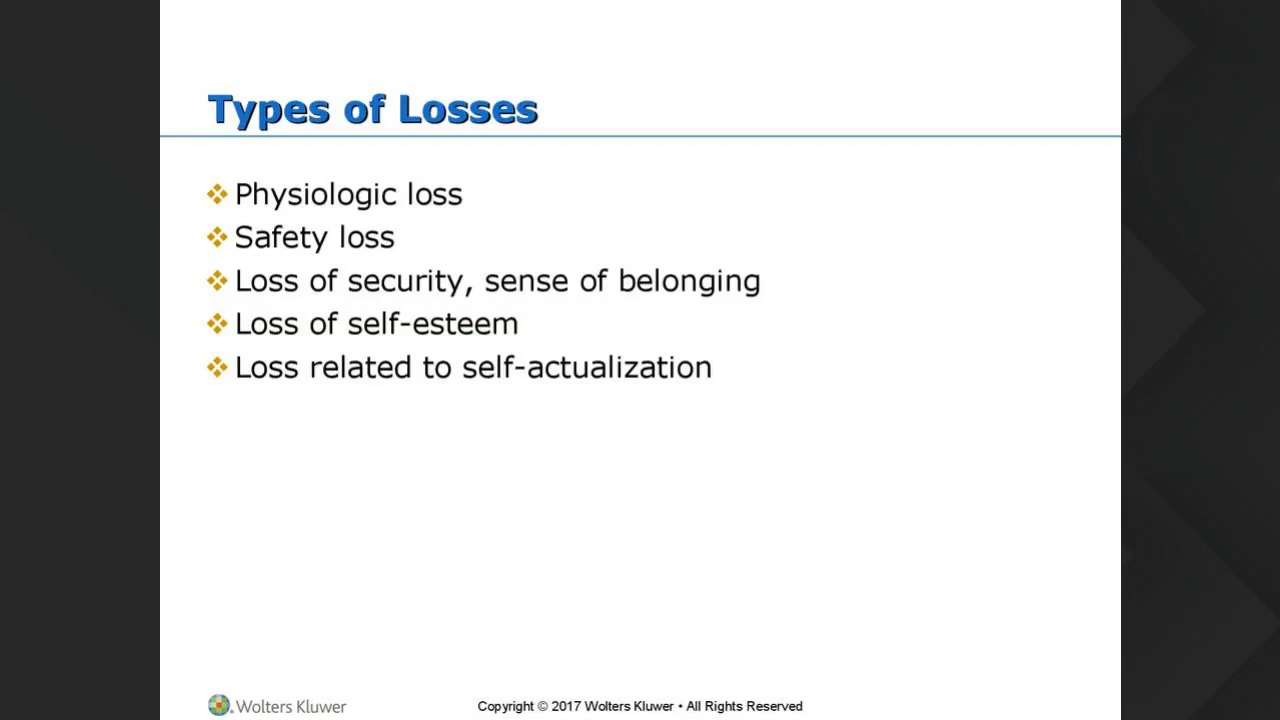 Types of Losses
Physiologic loss
Safety loss
Loss of security, sense of belonging
Loss of self-esteem
Loss related to self-actualization
Wolters Kluwer
Copyright © 2017 Wolters Kluwer • All Rights Reserved